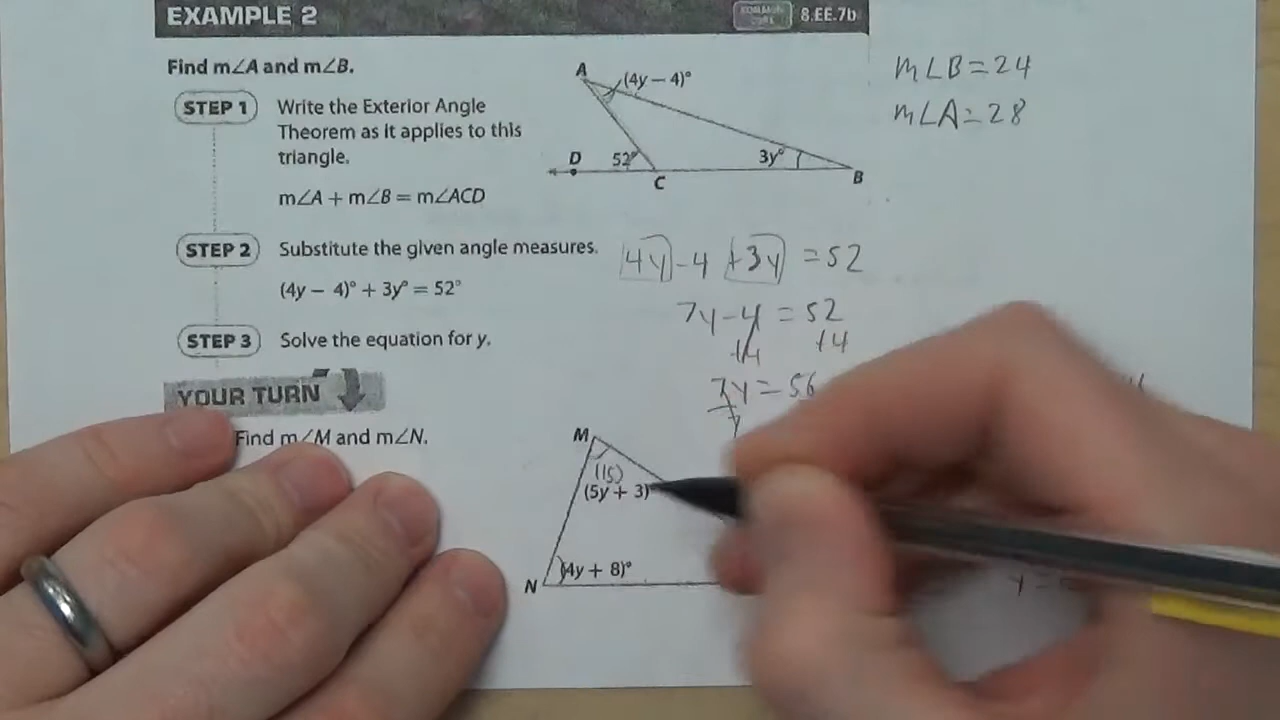 EXAMPLE 2
COMMON CORE 8.EE.7b
Find m∠A and m∠B.
STEP 1 Write the Exterior Angle
Theorem as it applies to this
triangle.
m∠A + m∠B = m∠ACD
STEP 2 Substitute the given angle measures.
(4y − 4)° + 3y° = 52°
STEP 3 Solve the equation for y.
A
(4y − 4)°
D
52°
C
3y°
B
m∠B=24
m∠A=28
4y-4 +3y =52
7y-4 =52
+4 +4
7y=56
7
YOUR TURN
Find m∠M and m∠N.
M
(15)
(5y + 3)°
N
(4y + 8)°
y =